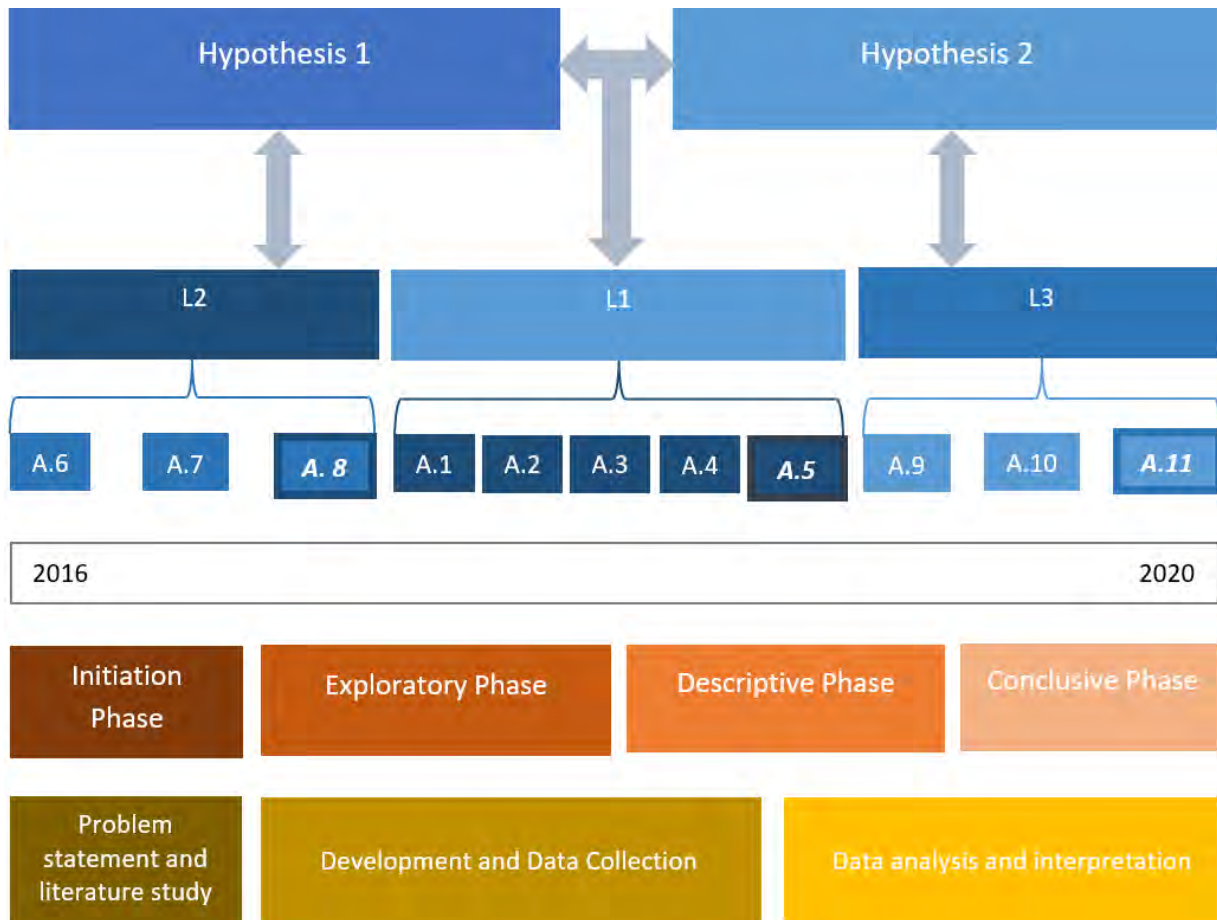 Hypothesis 1
Hypothesis 2
L2
L1
L3
A.6
A.7
A. 8
A.1
A.2
A.3
A.4
A.5
A.9
A.10
A.11
2016
2020
Initiation
Phase
Exploratory Phase
Descriptive Phase
Conclusive Phase
Problem
statement and
literature study
Development and Data Collection
Data analysis and interpretation